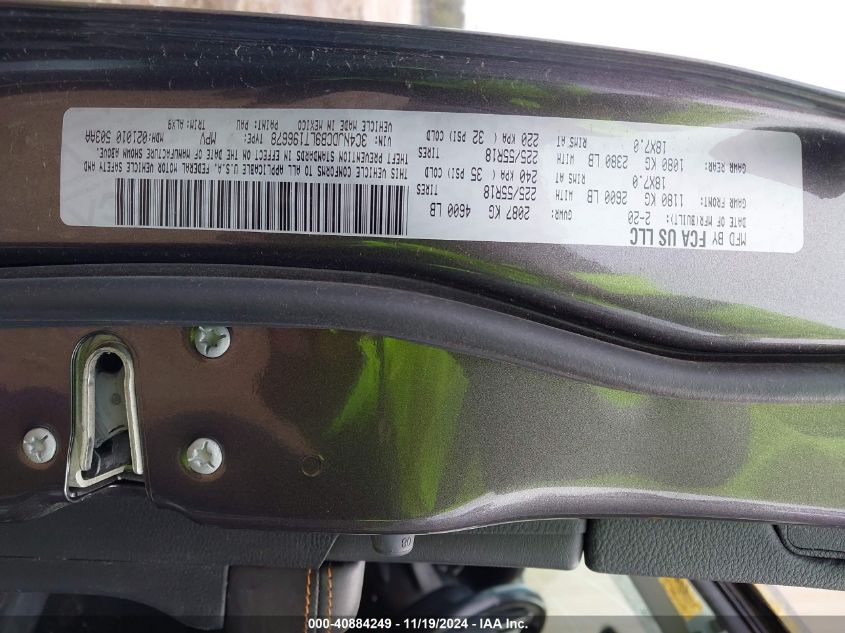 MFD BY FCA US LLC
DATE OF MFR(BUILT): 2-20
GVWR: 2087 KG 4600 LB
GAWR FRONT: 1180 KG 2600 LB WITH TIRES 225/55R18
RIMS AT 18X7.0 240 KPA ( 35 PSI) COLD
GAWR REAR: 1080 KG 2380 LB WITH TIRES 225/55R18
RIMS AT 18X7.0 220 KPA ( 32 PSI) COLD
THIS VEHICLE CONFORMS TO ALL APPLICABLE U.S.A. FEDERAL MOTOR VEHICLE SAFETY AND
THEFT PREVENTION STANDARDS IN EFFECT ON THE DATE OF MANUFACTURE SHOWN ABOVE.
VIN: 3C4NJDCB9LT196678 TYPE: MPV MDH:021010 503AA
VEHICLE MADE IN MEXICO PAINT: PAU TRIM: ALX9
000-40884249 - 11/19/2024 - IAA Inc.